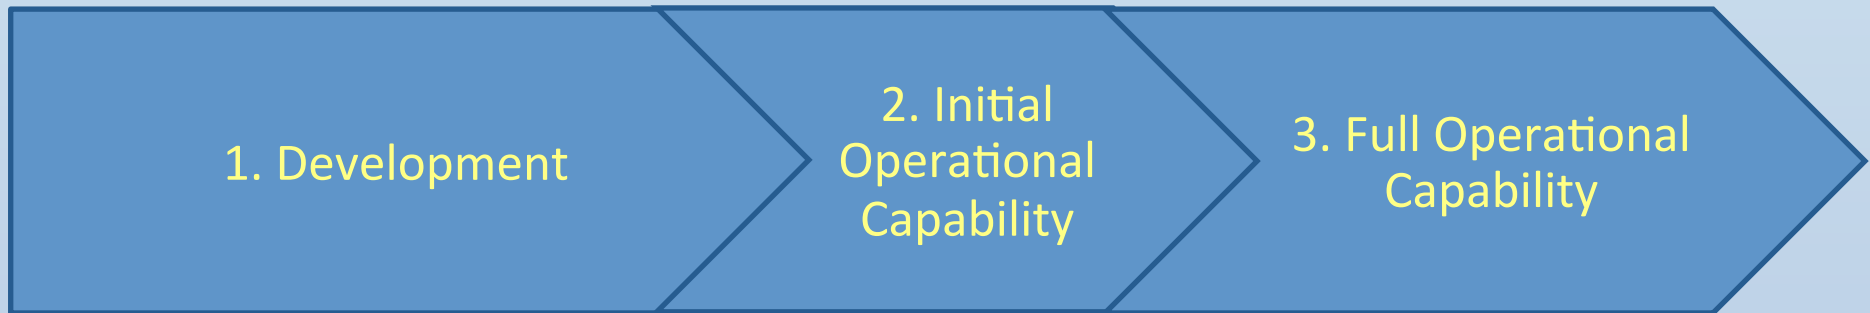 1. Development
2. Initial
Operational
Capability
3. Full Operational
Capability